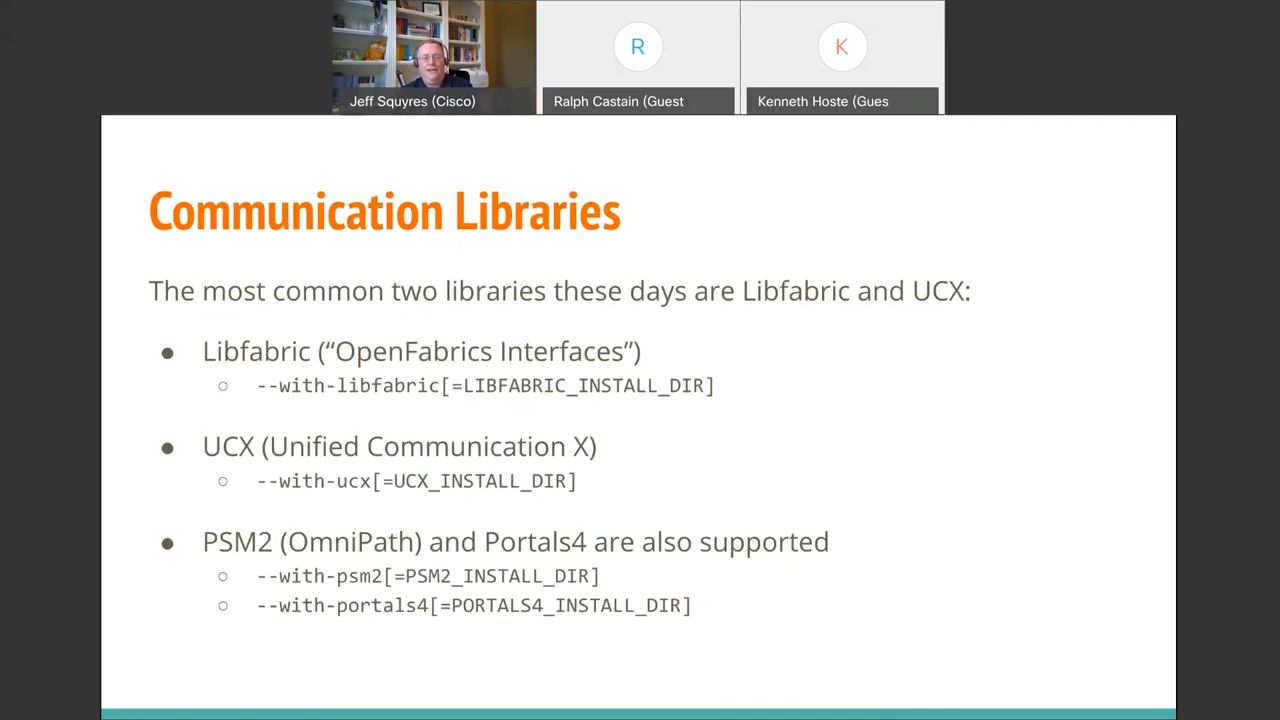 Jeff Squyres (Cisco)
R
Ralph Castain (Guest
K
Kenneth Hoste (Gues
Communication Libraries
The most common two libraries these days are Libfabric and UCX:
● Libfabric (“OpenFabrics Interfaces”)
○ --with-libfabric[=LIBFABRIC_INSTALL_DIR]
● UCX (Unified Communication X)
○ --with-ucx[=UCX_INSTALL_DIR]
● PSM2 (OmniPath) and Portals4 are also supported
○ --with-psm2[=PSM2_INSTALL_DIR]
○ --with-portals4[=PORTALS4_INSTALL_DIR]